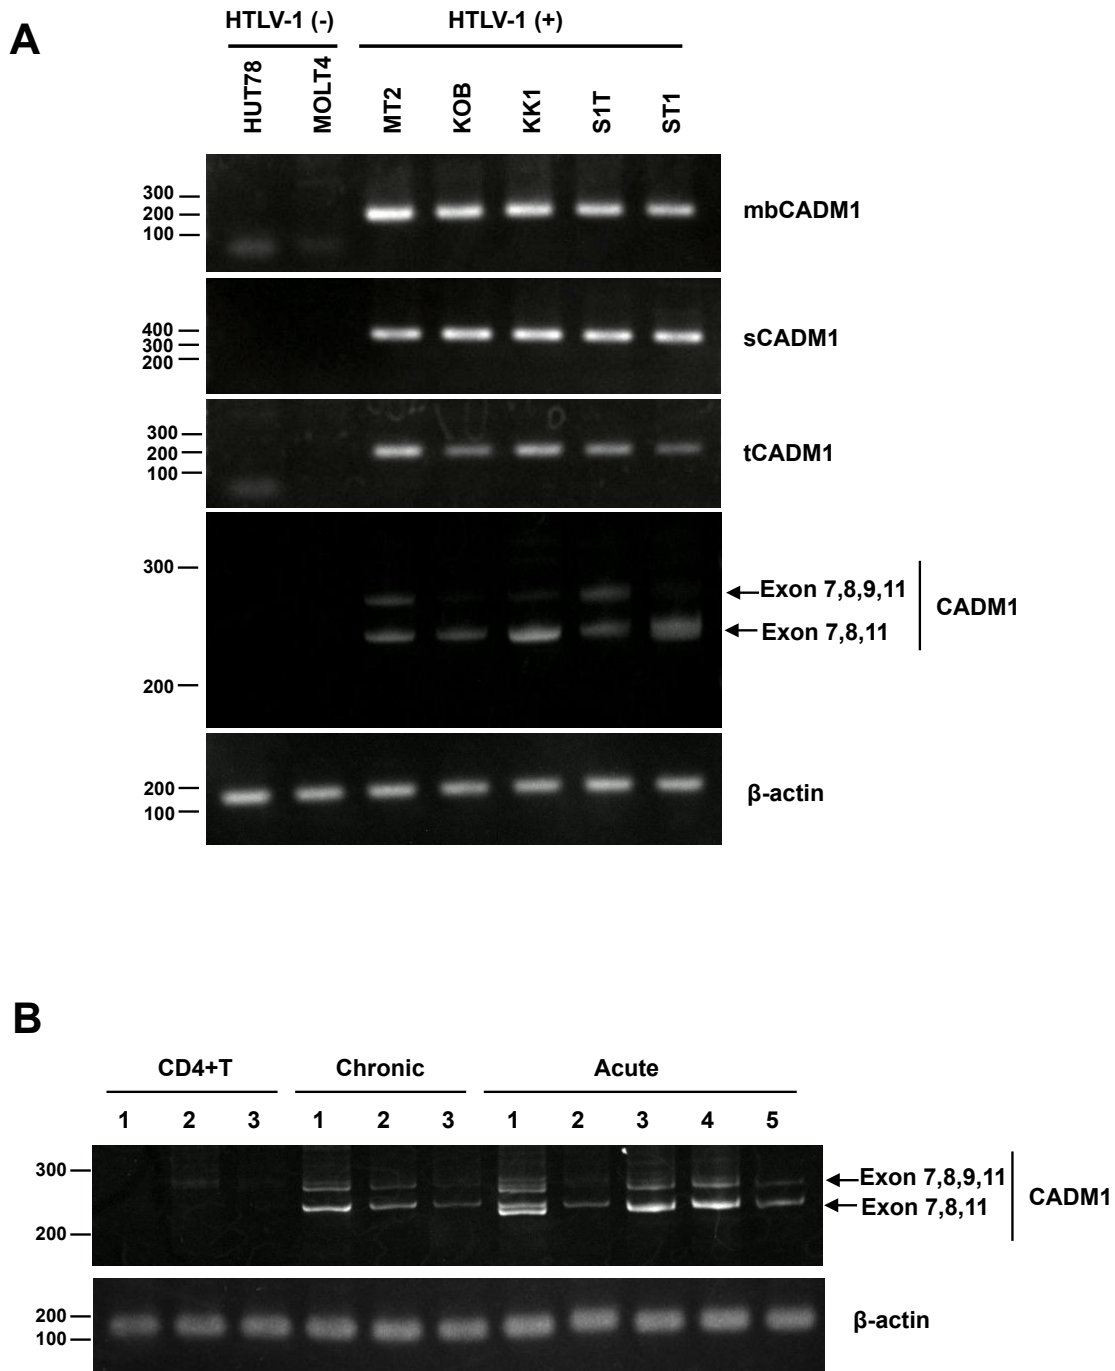 A
HTLV-1 (-) HTLV-1 (+)
HUT78 MOLT4 MT2 KOB KK1 S1T ST1
300
200
100
mbCADM1
400
300
200
sCADM1
300
200
100
tCADM1
300
200
Exon 7,8,9,11
Exon 7,8,11
CADM1
200
100
β-actin
B
CD4+T Chronic Acute
1 2 3 1 2 3 1 2 3 4 5
300
200
Exon 7,8,9,11
Exon 7,8,11
CADM1
200
100
β-actin